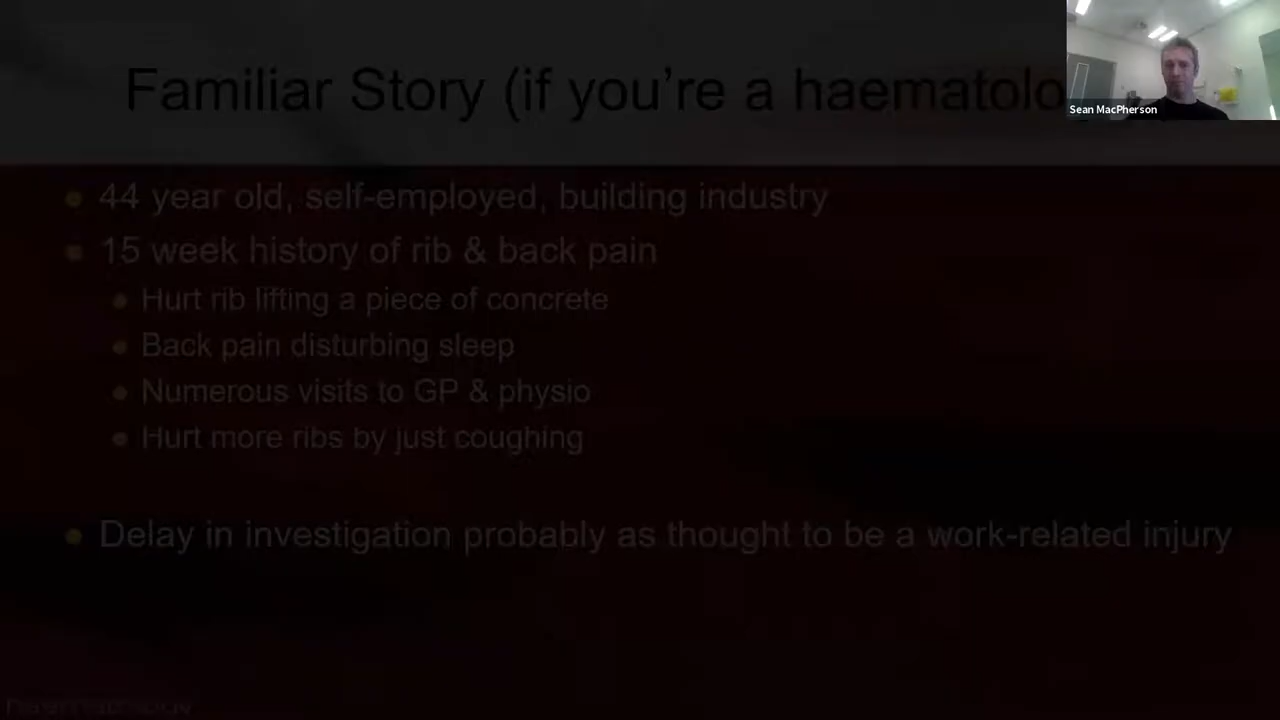 Familiar Story (if you're a haematolo
Sean MacPherson
44 year old, self-employed, building industry
15 week history of rib & back pain
Hurt rib lifting a piece of concrete
Back pain disturbing sleep
Numerous visits to GP & physio
Hurt more ribs by just coughing
Delay in investigation probably as thought to be a work-related injury